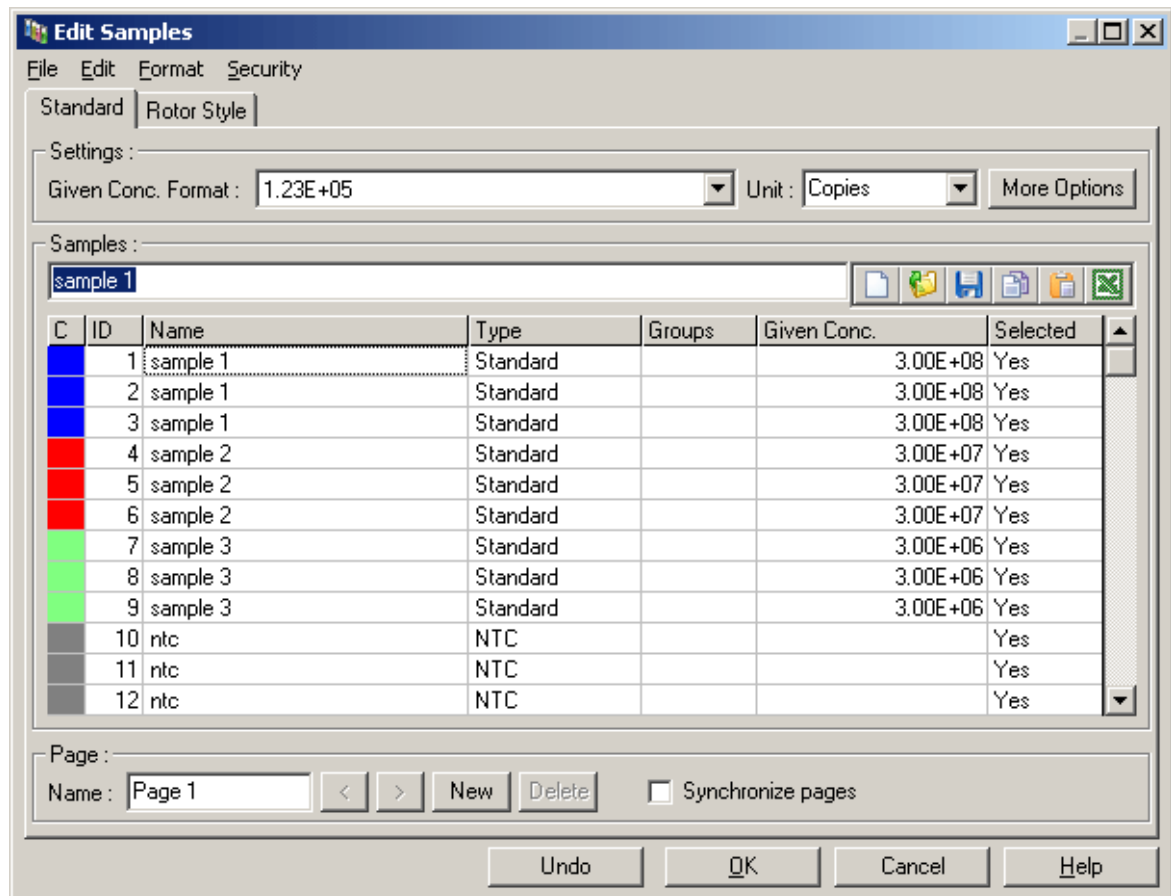 Edit Samples
File Edit Format Security
Standard Rotor Style
Settings :
Given Conc. Format : 1.23E+05 Unit : Copies More Options
Samples :
sample 1
C ID Name Type Groups Given Conc. Selected
1 sample 1 Standard 3.00E+08 Yes
2 sample 1 Standard 3.00E+08 Yes
3 sample 1 Standard 3.00E+08 Yes
4 sample 2 Standard 3.00E+07 Yes
5 sample 2 Standard 3.00E+07 Yes
6 sample 2 Standard 3.00E+07 Yes
7 sample 3 Standard 3.00E+06 Yes
8 sample 3 Standard 3.00E+06 Yes
9 sample 3 Standard 3.00E+06 Yes
10 ntc NTC Yes
11 ntc NTC Yes
12 ntc NTC Yes
Page :
Name : Page 1 < > New Delete Synchronize pages
Undo OK Cancel Help